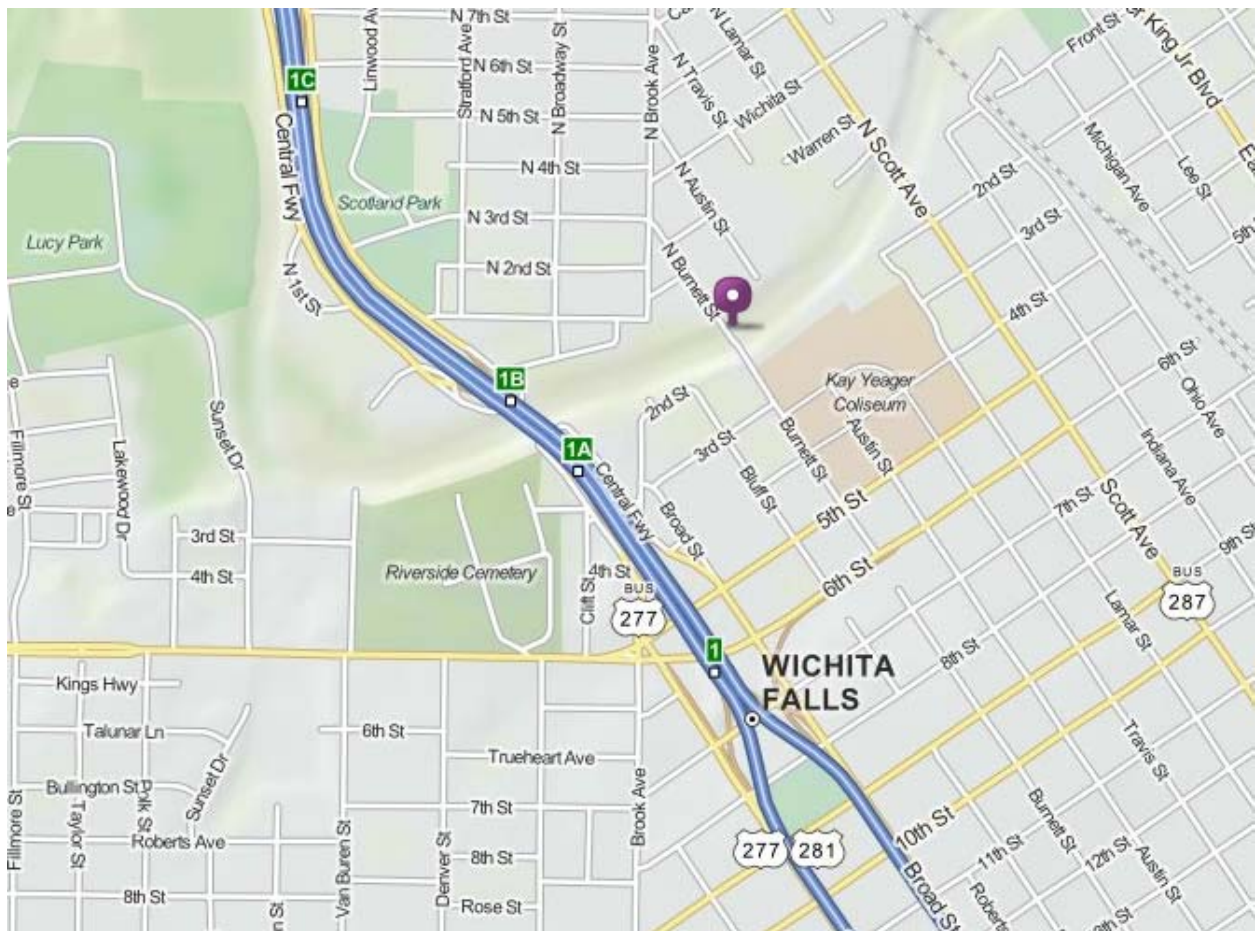 N 7th St
Linwood Av
Stratford Ave
N Broadway St
N Brook Ave
N Lamar St
Front St
King Jr Blvd
1C
N 6th St
N Travis St
Wichita St
N 5th St
Warren St
N Scott Ave
Michigan Ave
Lee St
Central Fwy
N 4th St
N Austin St
2nd St
Scotland Park
N 3rd St
3rd St
5th
Lucy Park
N 2nd St
N Burnett St
N 1st St
4th St
6th St
1B
Kay Yeager
Coliseum
Ohio Ave
Sunset Dr
2nd St
3rd St
Burnett St
Austin St
Indiana Ave
Fillmore St
Lakewood Dr
1A
Central Fwy
Bluff St
5th St
7th St
Scott Ave
Broad St
3rd St
9th St
4th St
Riverside Cemetery
Clift St
4th St
6th St
BUS
277
BUS
287
Lamar St
8th St
1
WICHITA
FALLS
Kings Hwy
Talunar Ln
6th St
Trueheart Ave
Travis St
Bullington St
Sunset Dr
Polk St
Taylor St
7th St
Brook Ave
Burnett St
Fillmore St
Roberts Ave
Van Buren St
Denver St
8th St
277
281
10th St
11th St
12th St
Austin St
8th St
Rose St
Broad St
Roberts